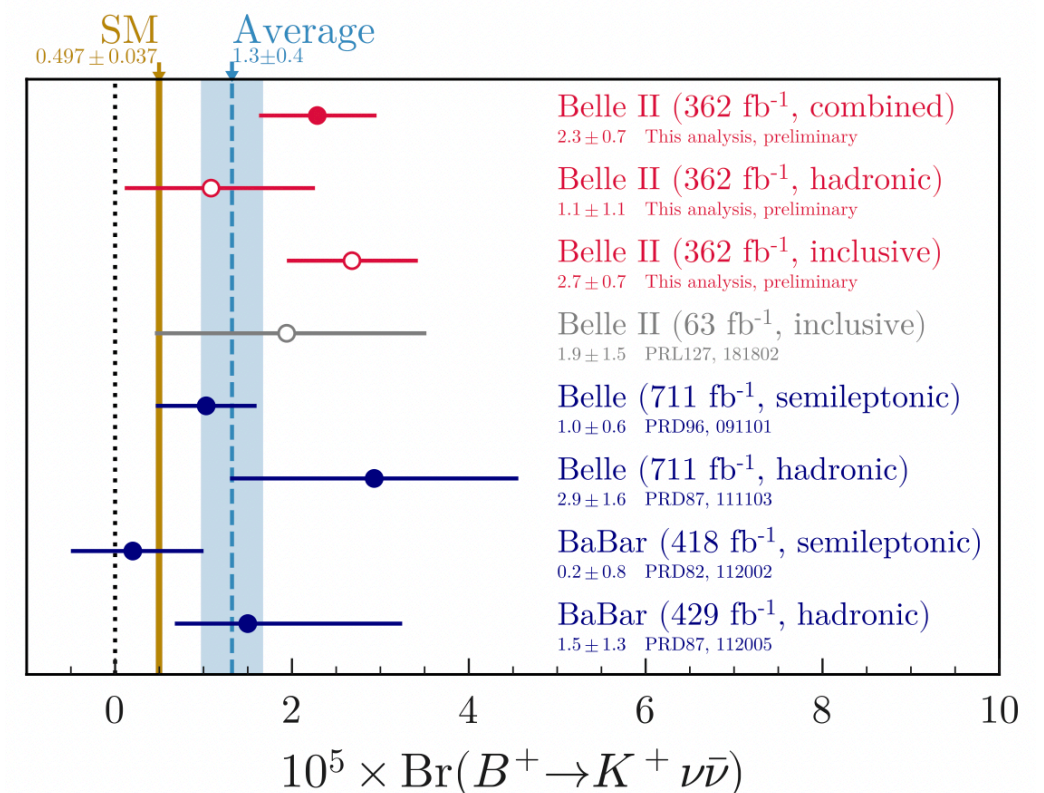 SM Average
0.497 ± 0.037 1.3±0.4
Belle II (362 fb⁻¹, combined)
2.3 ± 0.7 This analysis, preliminary
Belle II (362 fb⁻¹, hadronic)
1.1 ± 1.1 This analysis, preliminary
Belle II (362 fb⁻¹, inclusive)
2.7 ± 0.7 This analysis, preliminary
Belle II (63 fb⁻¹, inclusive)
1.9 ± 1.5 PRL127, 181802
Belle (711 fb⁻¹, semileptonic)
1.0 ± 0.6 PRD96, 091101
Belle (711 fb⁻¹, hadronic)
2.9 ± 1.6 PRD87, 111103
BaBar (418 fb⁻¹, semileptonic)
0.2 ± 0.8 PRD82, 112002
BaBar (429 fb⁻¹, hadronic)
1.5 ± 1.3 PRD87, 112005
0 2 4 6 8 10
10⁵ × Br(B⁺→K⁺νν̄)